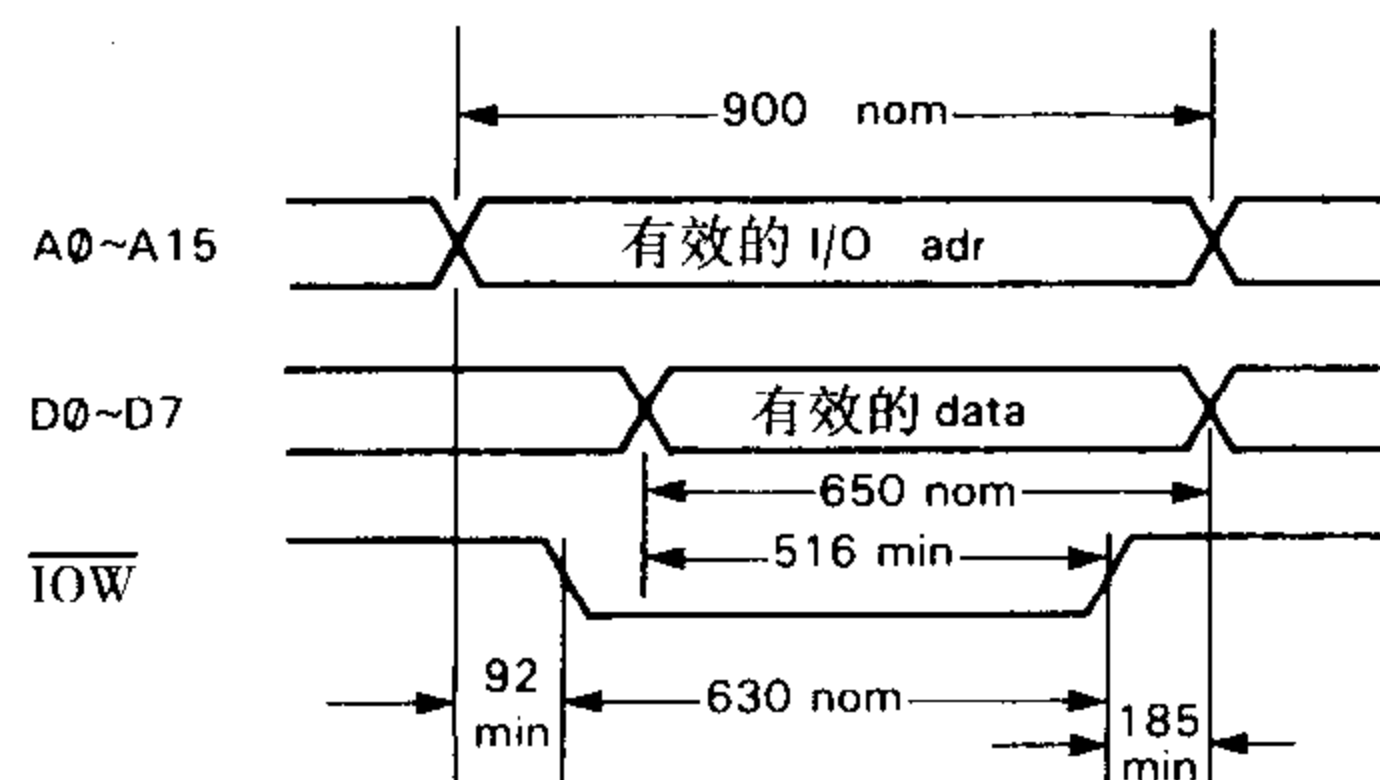 900 nom
A0~A15
有效的 I/O adr
D0~D7
有效的 data
650 nom
516 min
IOW
92
min
630 nom
185
min